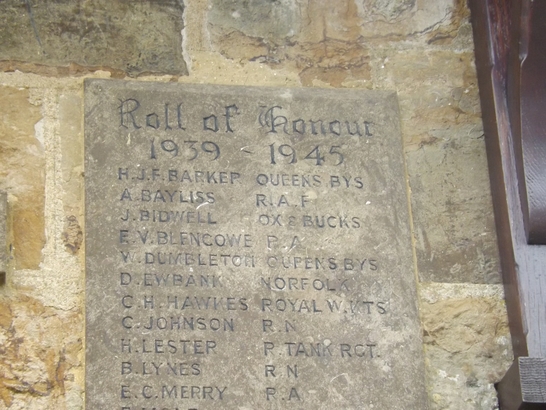 Roll of Honour
1939 - 1945
H.J.F. BARKER QUEENS BYS
A. BAYLISS R.A.F
J. BIDWELL OX & BUCKS
E.V. BLENCOWE R.A
W. DUMBLETON QUEENS BYS
D. EWBANK NORFOLK
C.H. HAWKES ROYAL W.KTS
C. JOHNSON R.N
H. LESTER R TANK RGT.
B. LYNES R.N
E.C. MERRY R.A